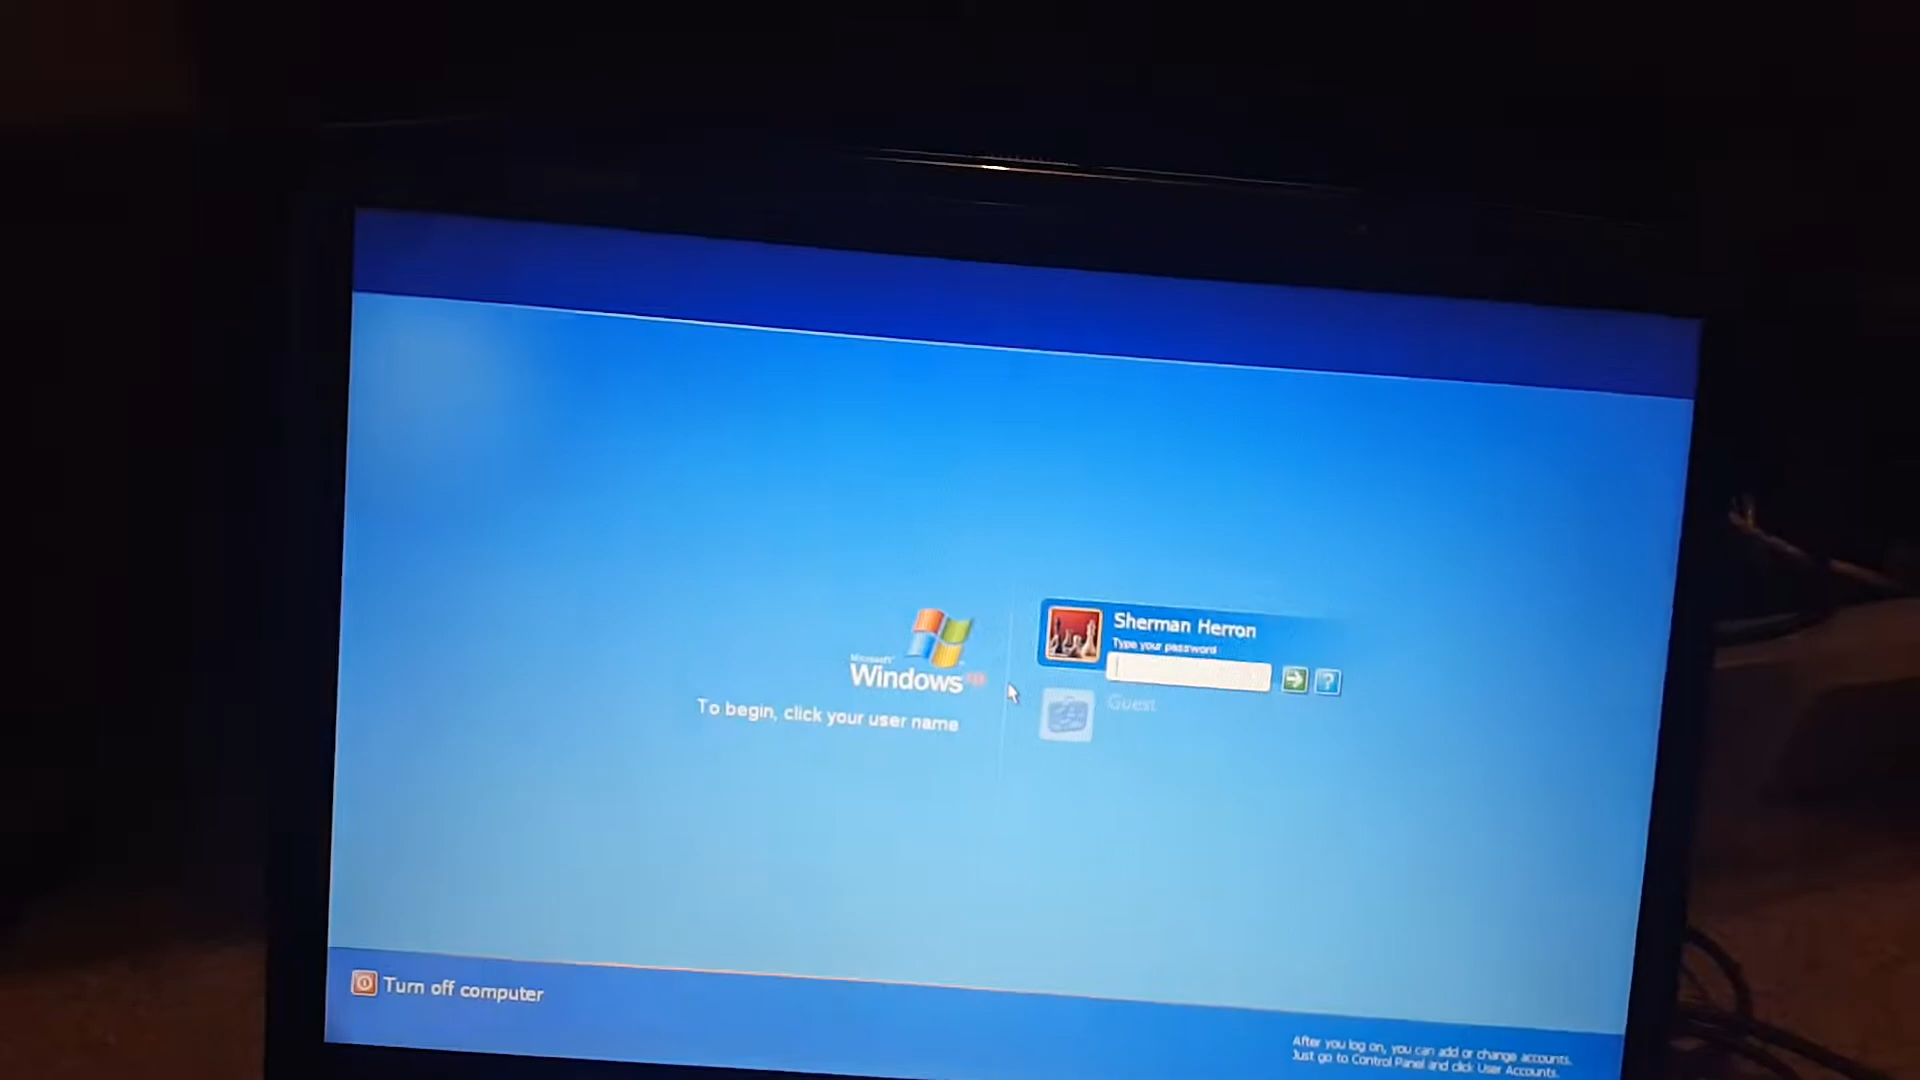 Sherman Herron
Type your password
Microsoft
Windows xp
Guest
To begin, click your user name
Turn off computer
After you log on, you can add or change accounts.
Just go to Control Panel and click User Accounts.